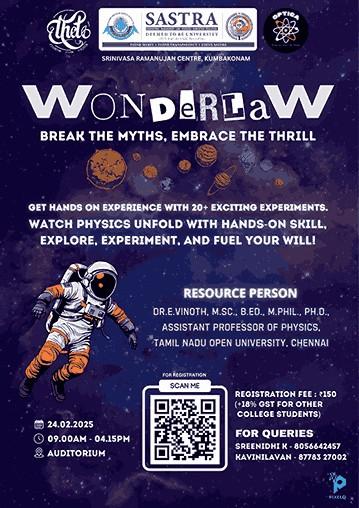 theta
SASTRA
DEEMED TO BE UNIVERSITY
OPTICA
SRINIVASA RAMANUJAN CENTRE, KUMBAKONAM
WONDERLAW
BREAK THE MYTHS, EMBRACE THE THRILL
GET HANDS ON EXPERIENCE WITH 20+ EXCITING EXPERIMENTS.
WATCH PHYSICS UNFOLD WITH HANDS-ON SKILL,
EXPLORE, EXPERIMENT, AND FUEL YOUR WILL!
RESOURCE PERSON
DR.E.VINOTH, M.SC., B.ED., M.PHIL., PH.D.,
ASSISTANT PROFESSOR OF PHYSICS,
TAMIL NADU OPEN UNIVERSITY, CHENNAI
FOR REGISTRATION
SCAN ME
24.02.2025
09.00AM - 04.15PM
AUDITORIUM
REGISTRATION FEE : ₹150
(+18% GST FOR OTHER
COLLEGE STUDENTS)
FOR QUERIES
SREENIDHI K - 8056642457
KAVINILAVAN - 87783 27002
PIXELQ